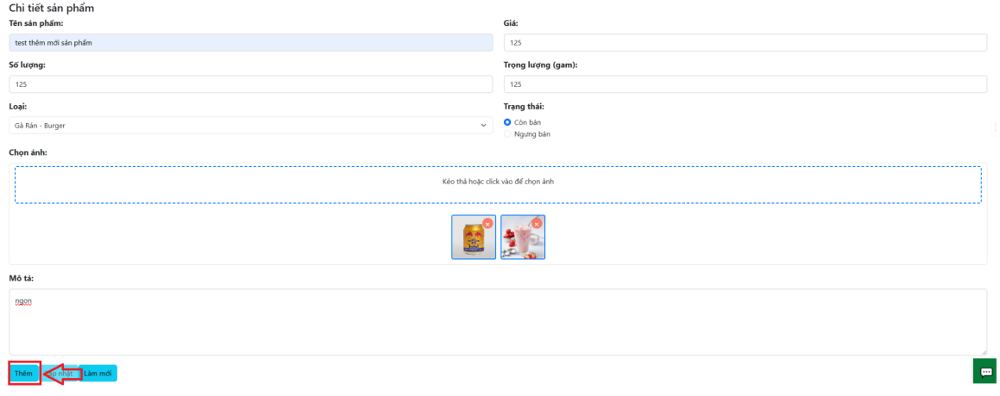 Chi tiết sản phẩm
Tên sản phẩm:
Giá:
test thêm mới sản phẩm
125
Số lượng:
Trọng lượng (gam):
125
125
Loại:
Trạng thái:
Gà Rán - Burger
Còn bán
Ngưng bán
Chọn ảnh:
Kéo thả hoặc click vào để chọn ảnh
Mô tả:
ngon
Thêm
nhật
Làm mới